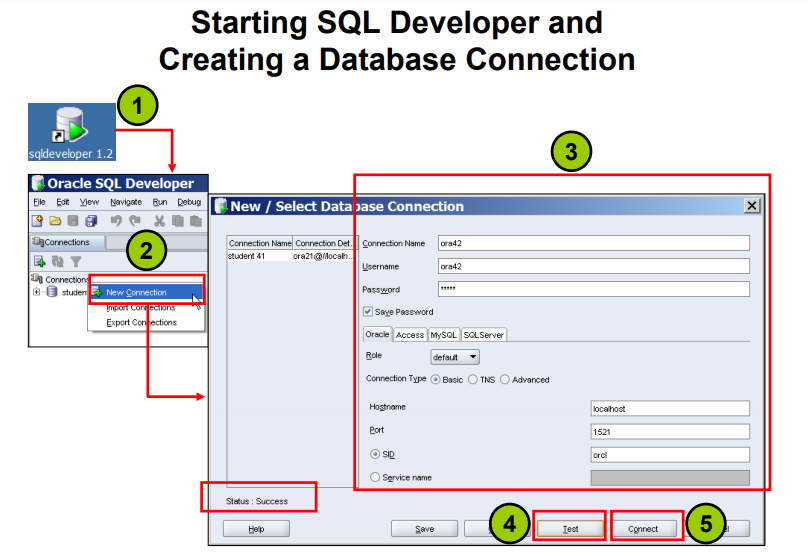 Starting SQL Developer and
Creating a Database Connection
1
sqldeveloper 1.2
3
Oracle SQL Developer
File Edit View Navigate Run Debug
Connections
2
Connections
student
New Connection
Import Connections
Export Connections
New / Select Database Connection
Connection Name Connection Det...
student 41 ora21@//localh...
Connection Name ora42
Username ora42
Password *****
Save Password
Oracle Access MySQL SQLServer
Role default
Connection Type Basic TNS Advanced
Hostname localhost
Port 1521
SID orcl
Service name
Status : Success
Help Save 4 Test Connect 5